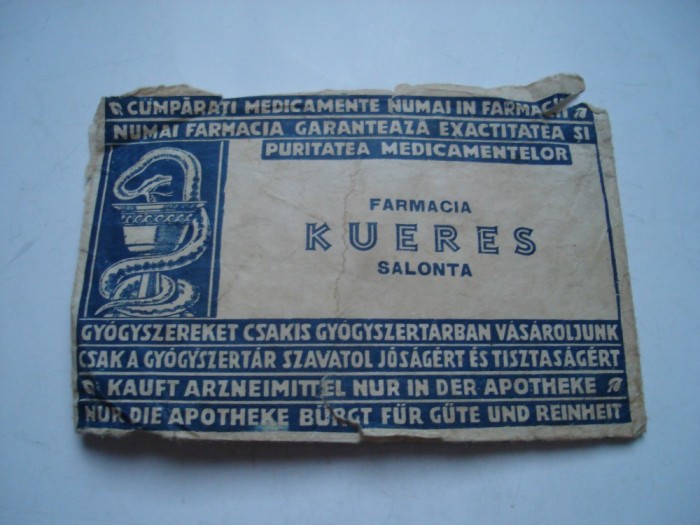 CUMPĂRAȚI MEDICAMENTE NUMAI IN FARMACII
NUMAI FARMACIA GARANTEAZĂ EXACTITATEA ȘI
PURITATEA MEDICAMENTELOR
FARMACIA
KUERES
SALONTA
GYÓGYSZEREKET CSAKIS GYÓGYSZERTÁRBAN VÁSÁROLJUNK
CSAK A GYÓGYSZERTÁR SZAVATOL JÓSÁGÉRT ÉS TISZTASÁGÉRT
KAUFT ARZNEIMITTEL NUR IN DER APOTHEKE
NUR DIE APOTHEKE BÜRGT FÜR GÜTE UND REINHEIT